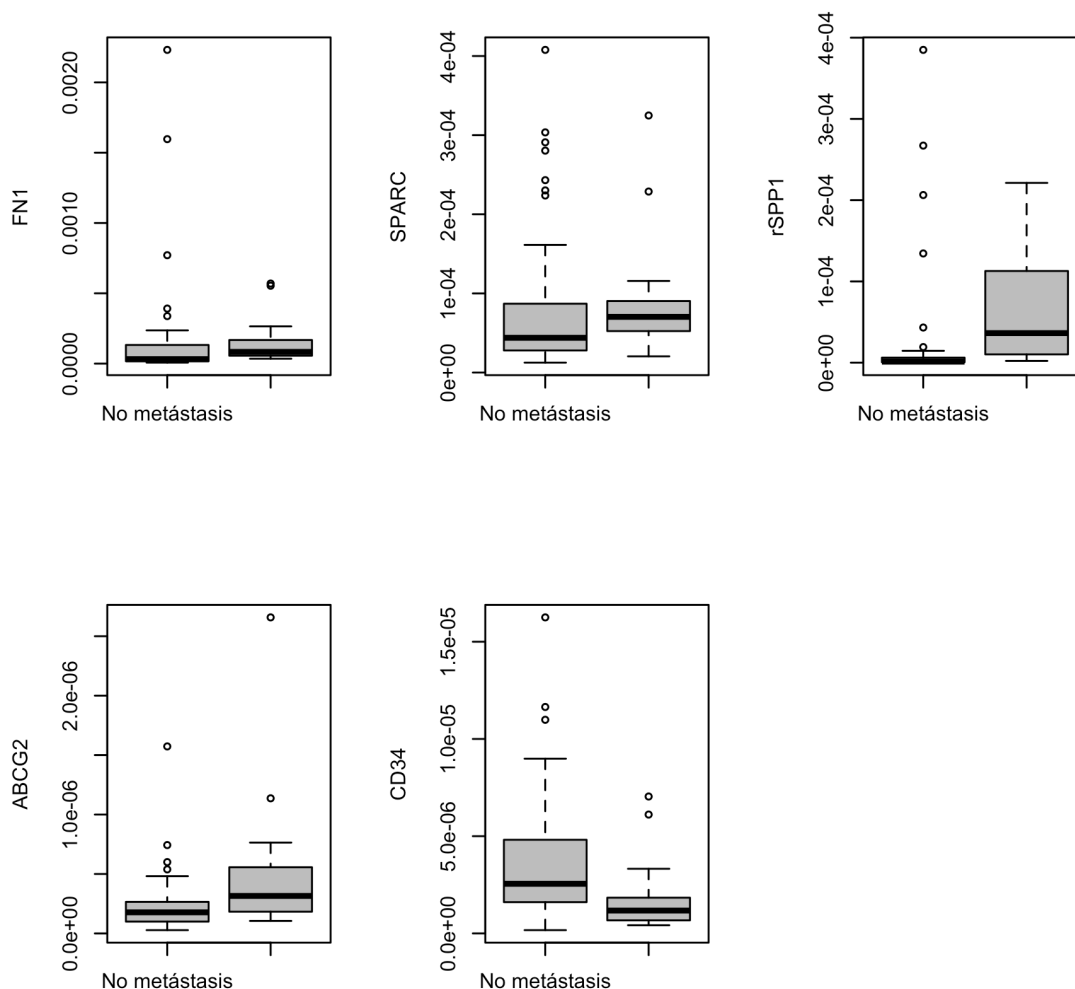 FN1
0.0000
0.0010
0.0020
No metástasis
SPARC
0e+00
1e-04
2e-04
3e-04
4e-04
No metástasis
rSPP1
0e+00
1e-04
2e-04
3e-04
4e-04
No metástasis
ABCG2
0.0e+00
1.0e-06
2.0e-06
No metástasis
CD34
0.0e+00
5.0e-06
1.0e-05
1.5e-05
No metástasis